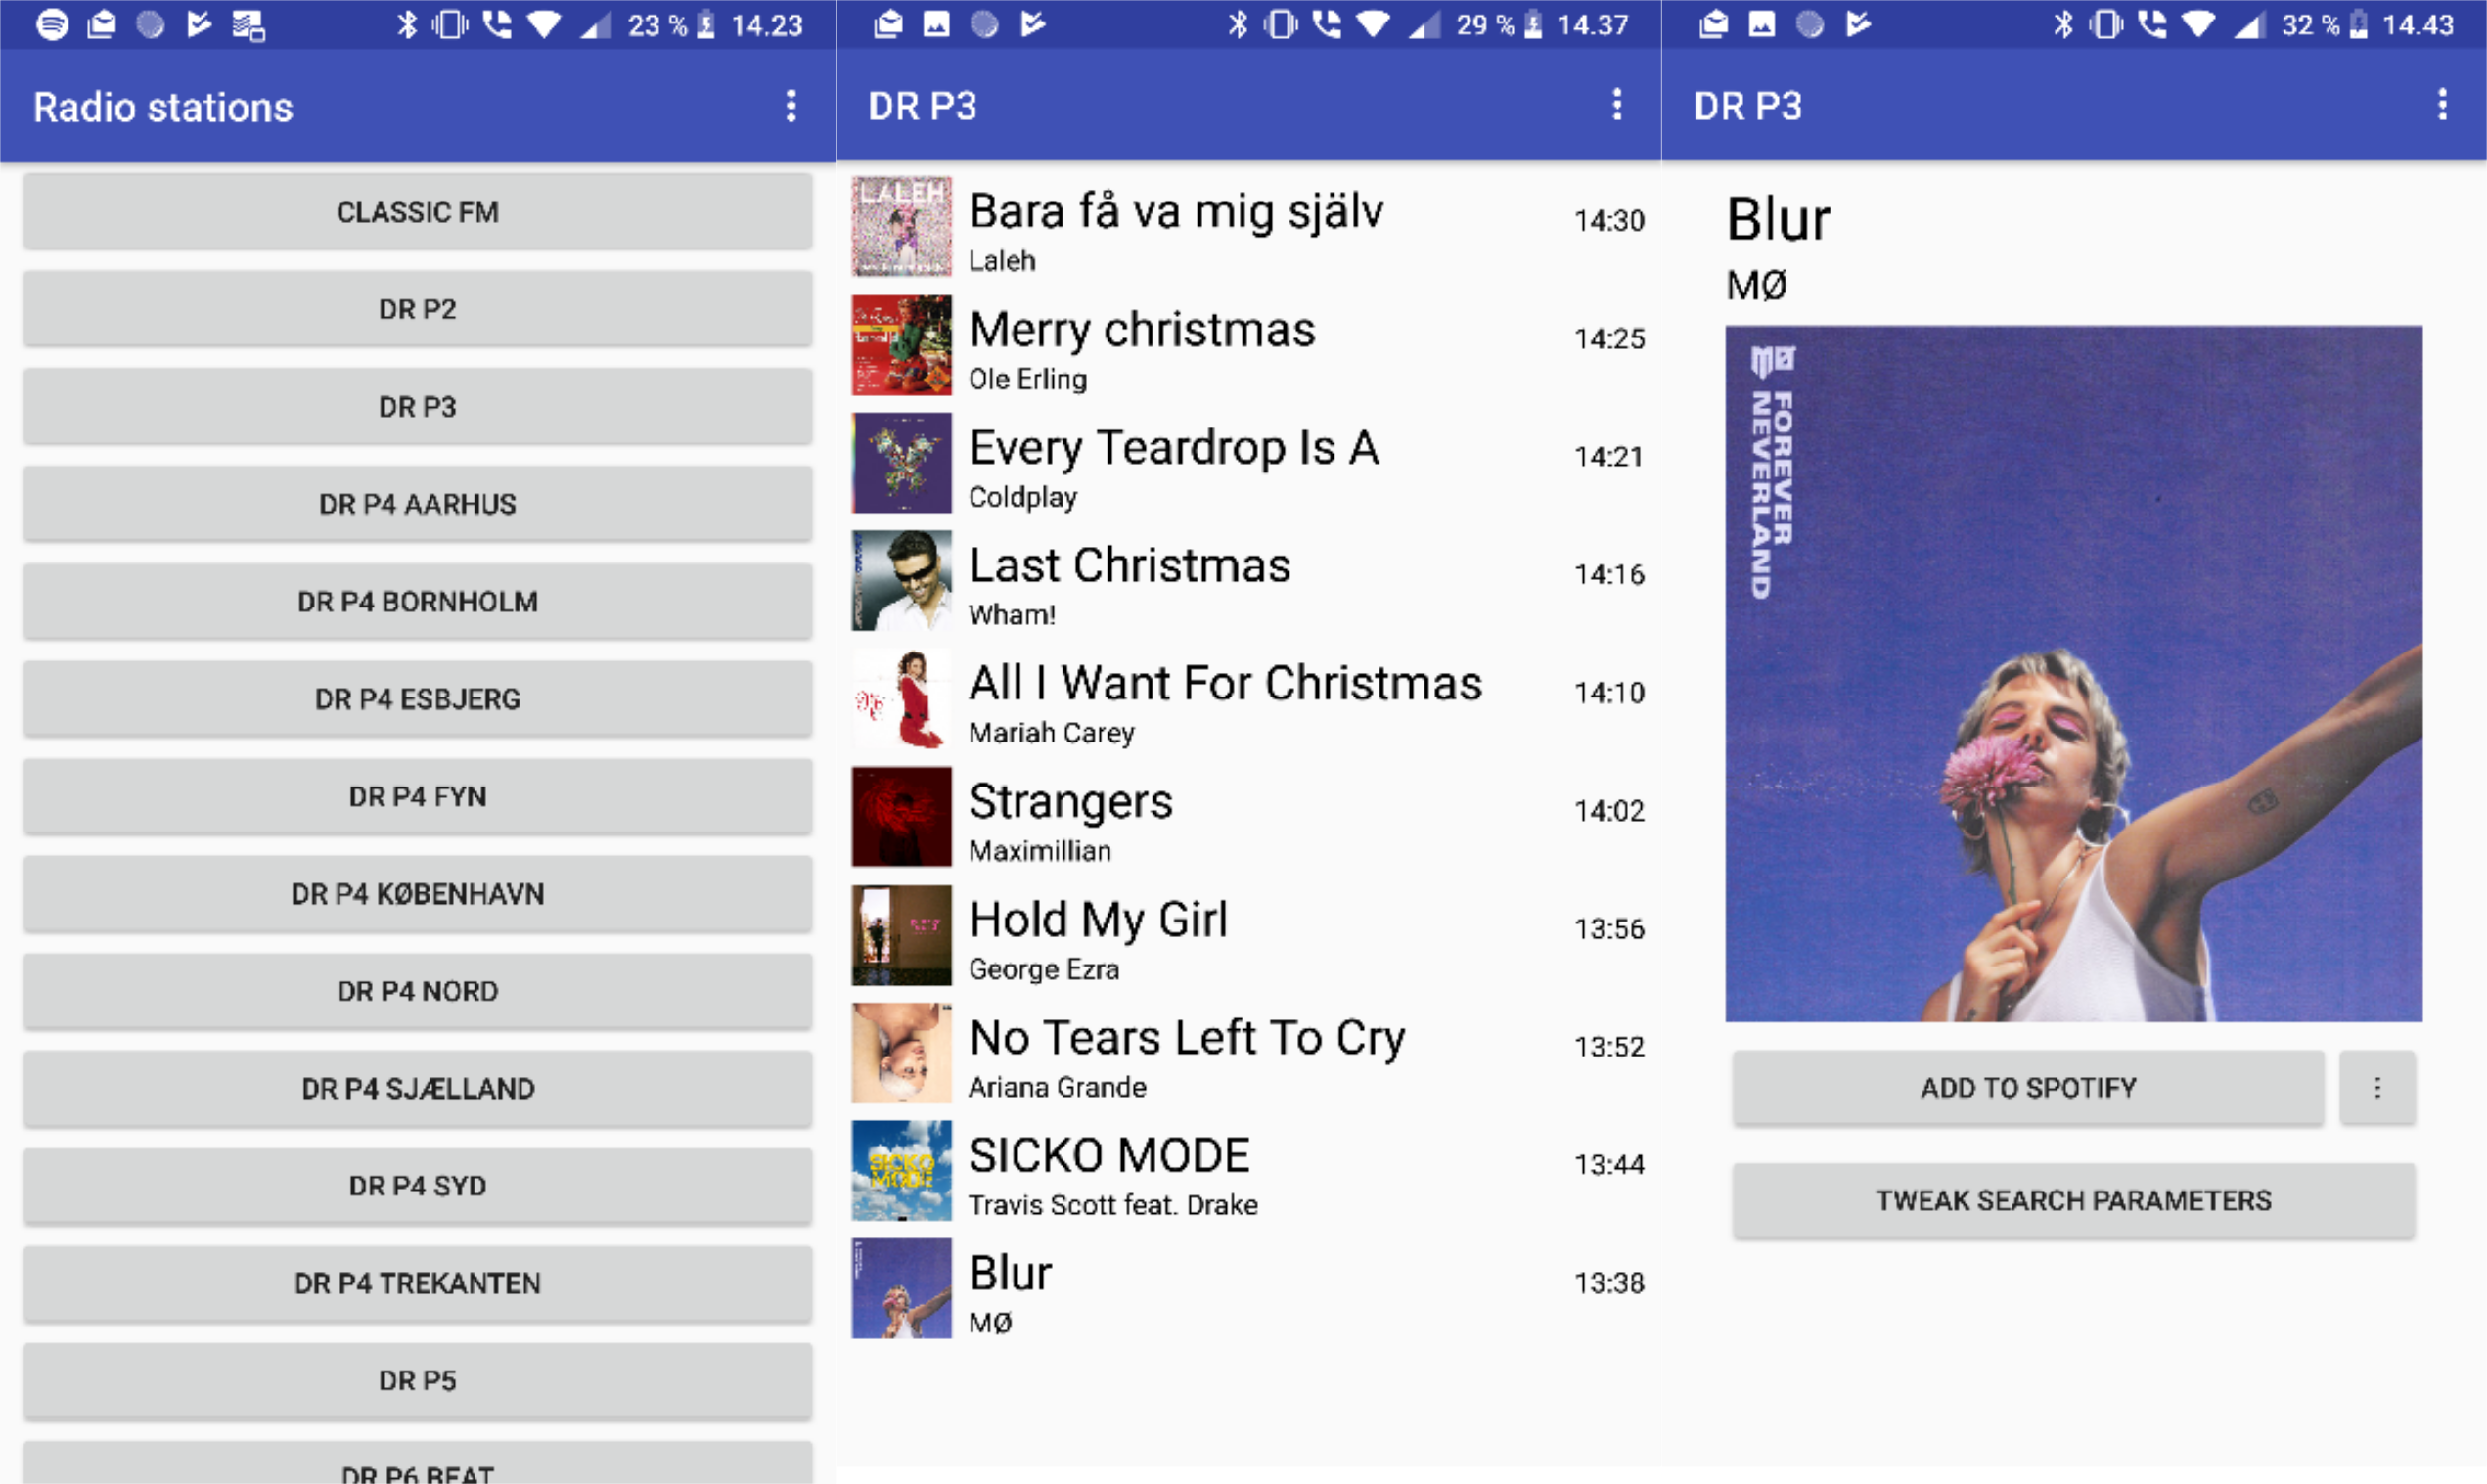 23 % 14.23
Radio stations
CLASSIC FM
DR P2
DR P3
DR P4 AARHUS
DR P4 BORNHOLM
DR P4 ESBJERG
DR P4 FYN
DR P4 KØBENHAVN
DR P4 NORD
DR P4 SJÆLLAND
DR P4 SYD
DR P4 TREKANTEN
DR P5
DR P6 BEAT
29 % 14.37
DR P3
LALEH
Bara få va mig själv 14:30
Laleh
Merry christmas 14:25
Ole Erling
Every Teardrop Is A 14:21
Coldplay
Last Christmas 14:16
Wham!
All I Want For Christmas 14:10
Mariah Carey
Strangers 14:02
Maximillian
Hold My Girl 13:56
George Ezra
No Tears Left To Cry 13:52
Ariana Grande
SICKO MODE 13:44
Travis Scott feat. Drake
SICKO
MODE
Blur 13:38
MØ
32 % 14.43
DR P3
Blur
MØ
MØ
FOREVER
NEVERLAND
ADD TO SPOTIFY
TWEAK SEARCH PARAMETERS